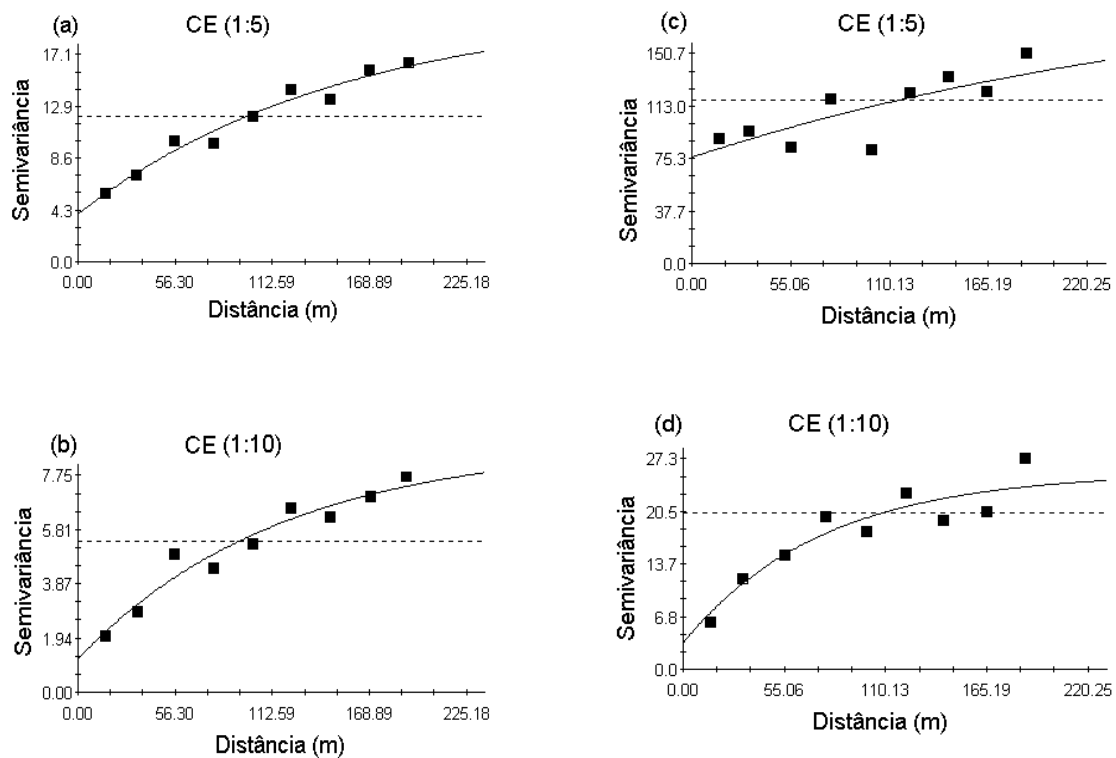 (a)
CE (1:5)
17.1
12.9
8.6
4.3
0.0
Semivariância
0.00 56.30 112.59 168.89 225.18
Distância (m)
(c)
CE (1:5)
150.7
113.0
75.3
37.7
0.0
Semivariância
0.00 55.06 110.13 165.19 220.25
Distância (m)
(b)
CE (1:10)
7.75
5.81
3.87
1.94
0.00
Semivariância
0.00 56.30 112.59 168.89 225.18
Distância (m)
(d)
CE (1:10)
27.3
20.5
13.7
6.8
0.0
Semivariância
0.00 55.06 110.13 165.19 220.25
Distância (m)